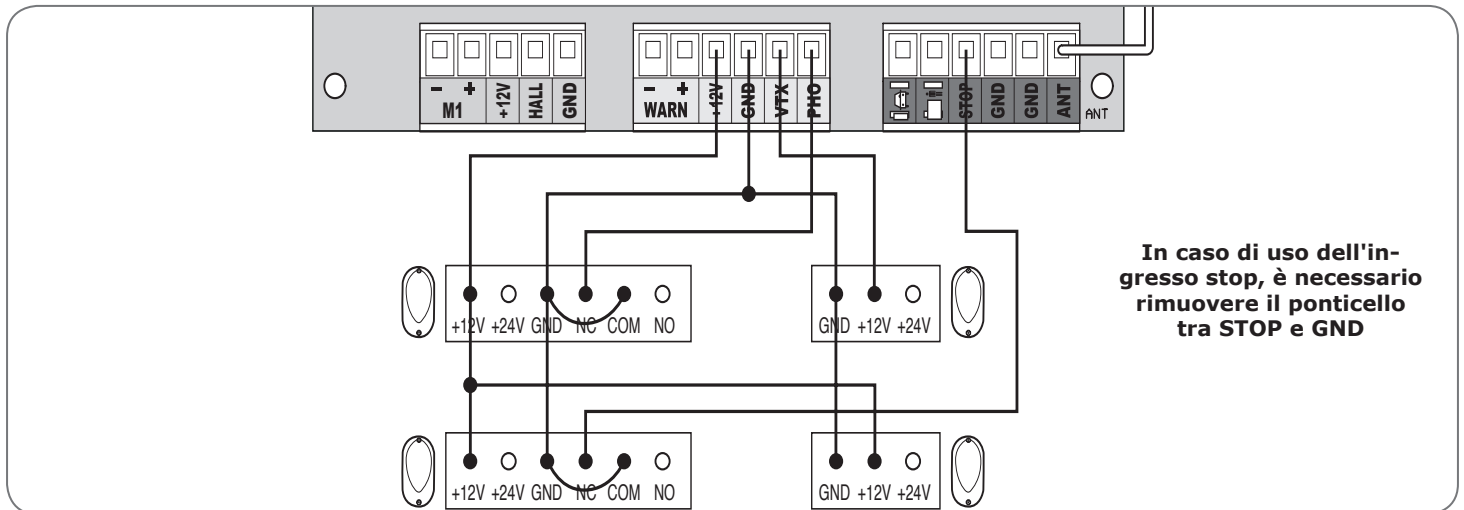 - + +12V HALL GND
M1
- + +12V GND VTX PHO
WARN
STOP GND GND ANT
ANT
In caso di uso dell'in-
gresso stop, è necessario
rimuovere il ponticello
tra STOP e GND
+12V +24V GND NC COM NO
GND +12V +24V
+12V +24V GND NC COM NO
GND +12V +24V